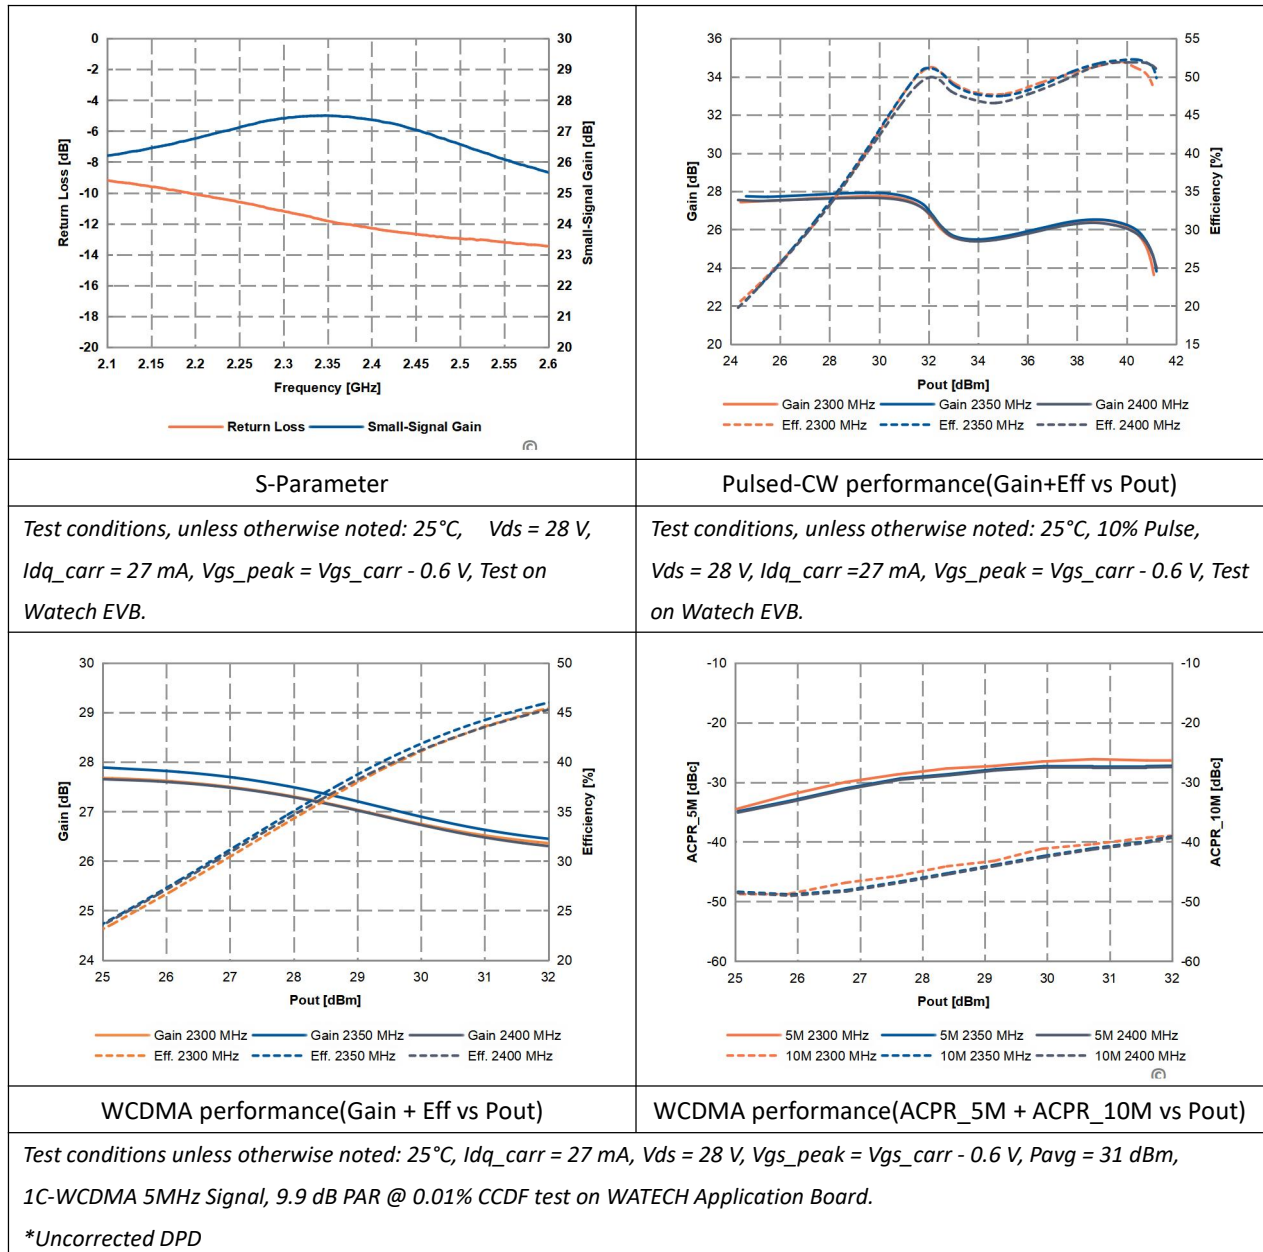 0
-2
-4
-6
-8
-10
-12
-14
-16
-18
-20
Return Loss [dB]
30
29
28
27
26
25
24
23
22
21
20
Small-Signal Gain [dB]
2.1 2.15 2.2 2.25 2.3 2.35 2.4 2.45 2.5 2.55 2.6
Frequency [GHz]
Return Loss Small-Signal Gain
©
36
34
32
30
28
26
24
22
20
Gain [dB]
55
50
45
40
35
30
25
20
15
Efficiency [%]
24 26 28 30 32 34 36 38 40 42
Pout [dBm]
Gain 2300 MHz Gain 2350 MHz Gain 2400 MHz
Eff. 2300 MHz Eff. 2350 MHz Eff. 2400 MHz
S-Parameter
Pulsed-CW performance(Gain+Eff vs Pout)
Test conditions, unless otherwise noted: 25°C, Vds = 28 V,
Idq_carr = 27 mA, Vgs_peak = Vgs_carr - 0.6 V, Test on
Watech EVB.
Test conditions, unless otherwise noted: 25°C, 10% Pulse,
Vds = 28 V, Idq_carr =27 mA, Vgs_peak = Vgs_carr - 0.6 V, Test
on Watech EVB.
30
29
28
27
26
25
24
Gain [dB]
50
45
40
35
30
25
20
Efficiency [%]
25 26 27 28 29 30 31 32
Pout [dBm]
Gain 2300 MHz Gain 2350 MHz Gain 2400 MHz
Eff. 2300 MHz Eff. 2350 MHz Eff. 2400 MHz
-10
-20
-30
-40
-50
-60
ACPR_5M [dBc]
-10
-20
-30
-40
-50
-60
ACPR_10M [dBc]
25 26 27 28 29 30 31 32
Pout [dBm]
5M 2300 MHz 5M 2350 MHz 5M 2400 MHz
10M 2300 MHz 10M 2350 MHz 10M 2400 MHz
©
WCDMA performance(Gain + Eff vs Pout)
WCDMA performance(ACPR_5M + ACPR_10M vs Pout)
Test conditions unless otherwise noted: 25°C, Idq_carr = 27 mA, Vds = 28 V, Vgs_peak = Vgs_carr - 0.6 V, Pavg = 31 dBm,
1C-WCDMA 5MHz Signal, 9.9 dB PAR @ 0.01% CCDF test on WATECH Application Board.
*Uncorrected DPD